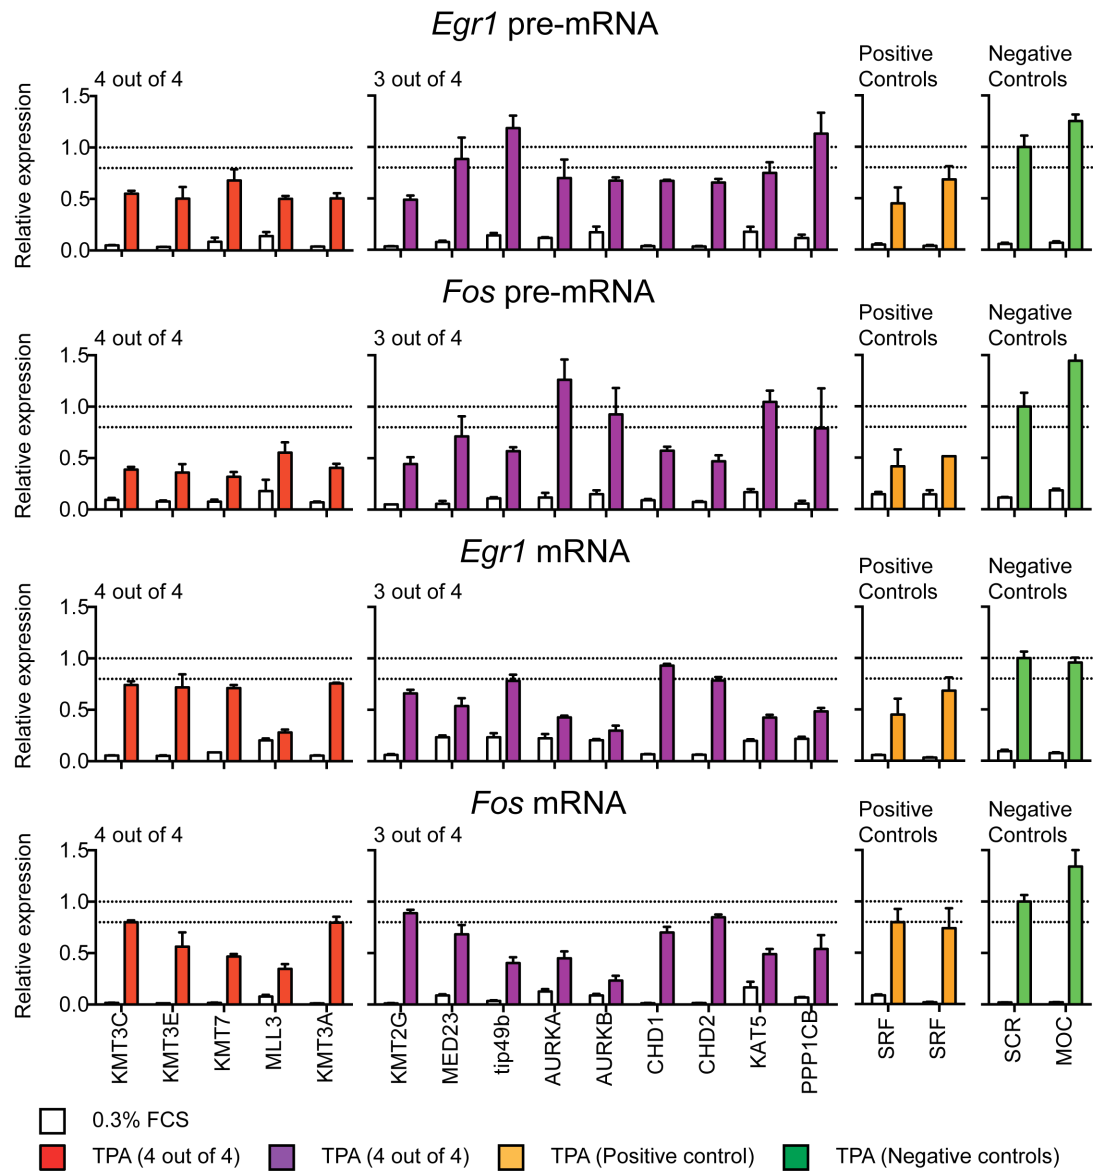 Egr1 pre-mRNA
4 out of 4
3 out of 4
Positive
Controls
Negative
Controls
Relative expression
1.5
1.0
0.5
0.0
Fos pre-mRNA
4 out of 4
3 out of 4
Positive
Controls
Negative
Controls
Relative expression
1.5
1.0
0.5
0.0
Egr1 mRNA
4 out of 4
3 out of 4
Positive
Controls
Negative
Controls
Relative expression
1.5
1.0
0.5
0.0
Fos mRNA
4 out of 4
3 out of 4
Positive
Controls
Negative
Controls
Relative expression
1.5
1.0
0.5
0.0
KMT3C
KMT3E
KMT7
MLL3
KMT3A
KMT2G
MED23
tip49b
AURKA
AURKB
CHD1
CHD2
KAT5
PPP1CB
SRF
SRF
SCR
MOC
0.3% FCS
TPA (4 out of 4)
TPA (4 out of 4)
TPA (Positive control)
TPA (Negative controls)